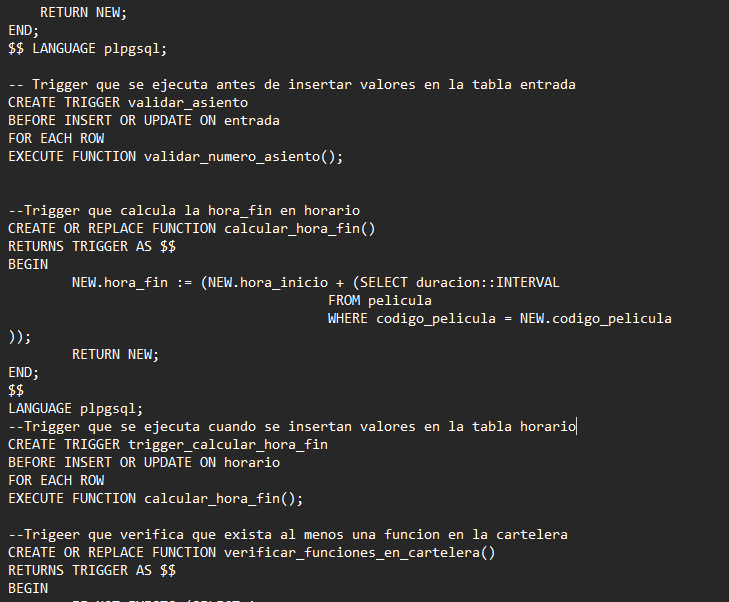 RETURN NEW;
END;
$$ LANGUAGE plpgsql;
-- Trigger que se ejecuta antes de insertar valores en la tabla entrada
CREATE TRIGGER validar_asiento
BEFORE INSERT OR UPDATE ON entrada
FOR EACH ROW
EXECUTE FUNCTION validar_numero_asiento();
--Trigger que calcula la hora_fin en horario
CREATE OR REPLACE FUNCTION calcular_hora_fin()
RETURNS TRIGGER AS $$
BEGIN
NEW.hora_fin := (NEW.hora_inicio + (SELECT duracion::INTERVAL
FROM pelicula
WHERE codigo_pelicula = NEW.codigo_pelicula
));
RETURN NEW;
END;
$$
LANGUAGE plpgsql;
--Trigger que se ejecuta cuando se insertan valores en la tabla horario
CREATE TRIGGER trigger_calcular_hora_fin
BEFORE INSERT OR UPDATE ON horario
FOR EACH ROW
EXECUTE FUNCTION calcular_hora_fin();
--Trigeer que verifica que exista al menos una funcion en la cartelera
CREATE OR REPLACE FUNCTION verificar_funciones_en_cartelera()
RETURNS TRIGGER AS $$
BEGIN